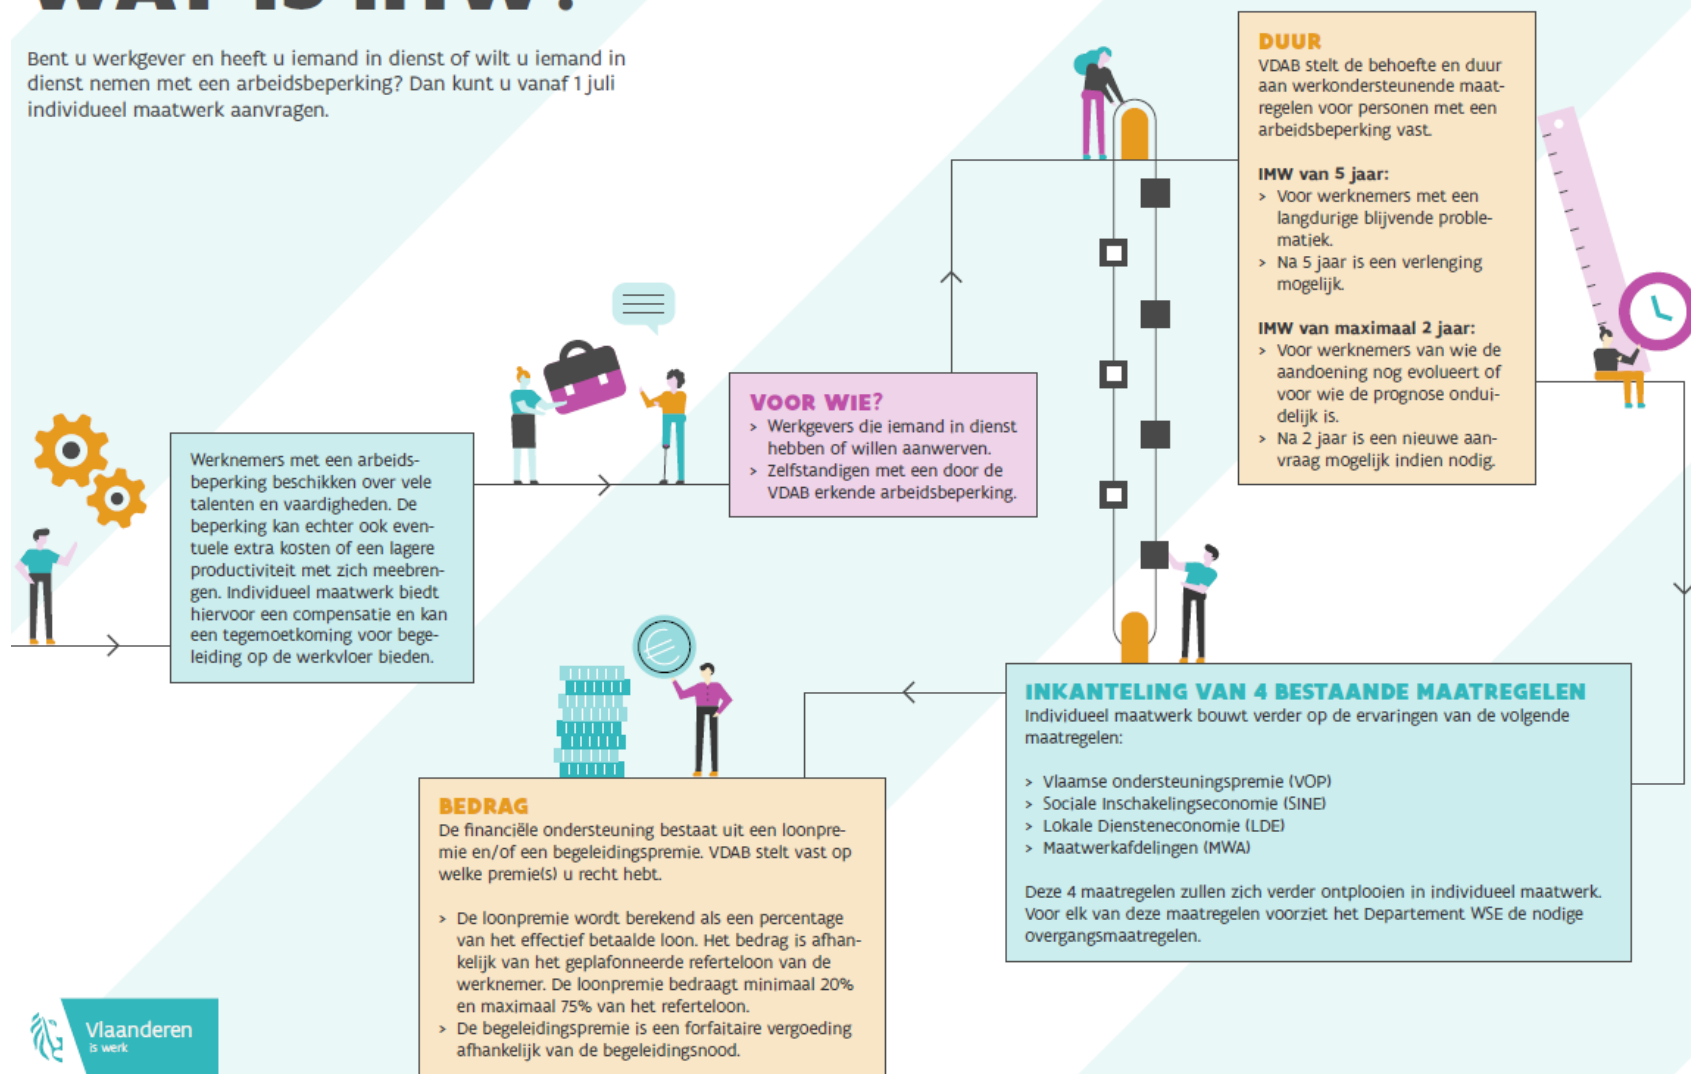 WAT IS IMW?
Bent u werkgever en heeft u iemand in dienst of wilt u iemand in
dienst nemen met een arbeidsbeperking? Dan kunt u vanaf 1 juli
individueel maatwerk aanvragen.
Werknemers met een arbeids-
beperking beschikken over vele
talenten en vaardigheden. De
beperking kan echter ook even-
tuele extra kosten of een lagere
productiviteit met zich meebren-
gen. Individueel maatwerk biedt
hiervoor een compensatie en kan
een tegemoetkoming voor bege-
leiding op de werkvloer bieden.
VOOR WIE?
> Werkgevers die iemand in dienst
hebben of willen aanwerven.
> Zelfstandigen met een door de
VDAB erkende arbeidsbeperking.
DUUR
VDAB stelt de behoefte en duur
aan werkondersteunende maat-
regelen voor personen met een
arbeidsbeperking vast.
IMW van 5 jaar:
> Voor werknemers met een
langdurige blijvende proble-
matiek.
> Na 5 jaar is een verlenging
mogelijk.
IMW van maximaal 2 jaar:
> Voor werknemers van wie de
aandoening nog evolueert of
voor wie de prognose ondui-
delijk is.
> Na 2 jaar is een nieuwe aan-
vraag mogelijk indien nodig.
INKANTELING VAN 4 BESTAANDE MAATREGELEN
Individueel maatwerk bouwt verder op de ervaringen van de volgende
maatregelen:
> Vlaamse ondersteuningspremie (VOP)
> Sociale Inschakelingseconomie (SINE)
> Lokale Diensteneconomie (LDE)
> Maatwerkafdelingen (MWA)
Deze 4 maatregelen zullen zich verder ontplooien in individueel maatwerk.
Voor elk van deze maatregelen voorziet het Departement WSE de nodige
overgangsmaatregelen.
BEDRAG
De financiële ondersteuning bestaat uit een loonpre-
mie en/of een begeleidingspremie. VDAB stelt vast op
welke premie(s) u recht hebt.
> De loonpremie wordt berekend als een percentage
van het effectief betaalde loon. Het bedrag is afhan-
kelijk van het geplafonneerde referteloon van de
werknemer. De loonpremie bedraagt minimaal 20%
en maximaal 75% van het referteloon.
> De begeleidingspremie is een forfaitaire vergoeding
afhankelijk van de begeleidingsnood.
Vlaanderen
is werk